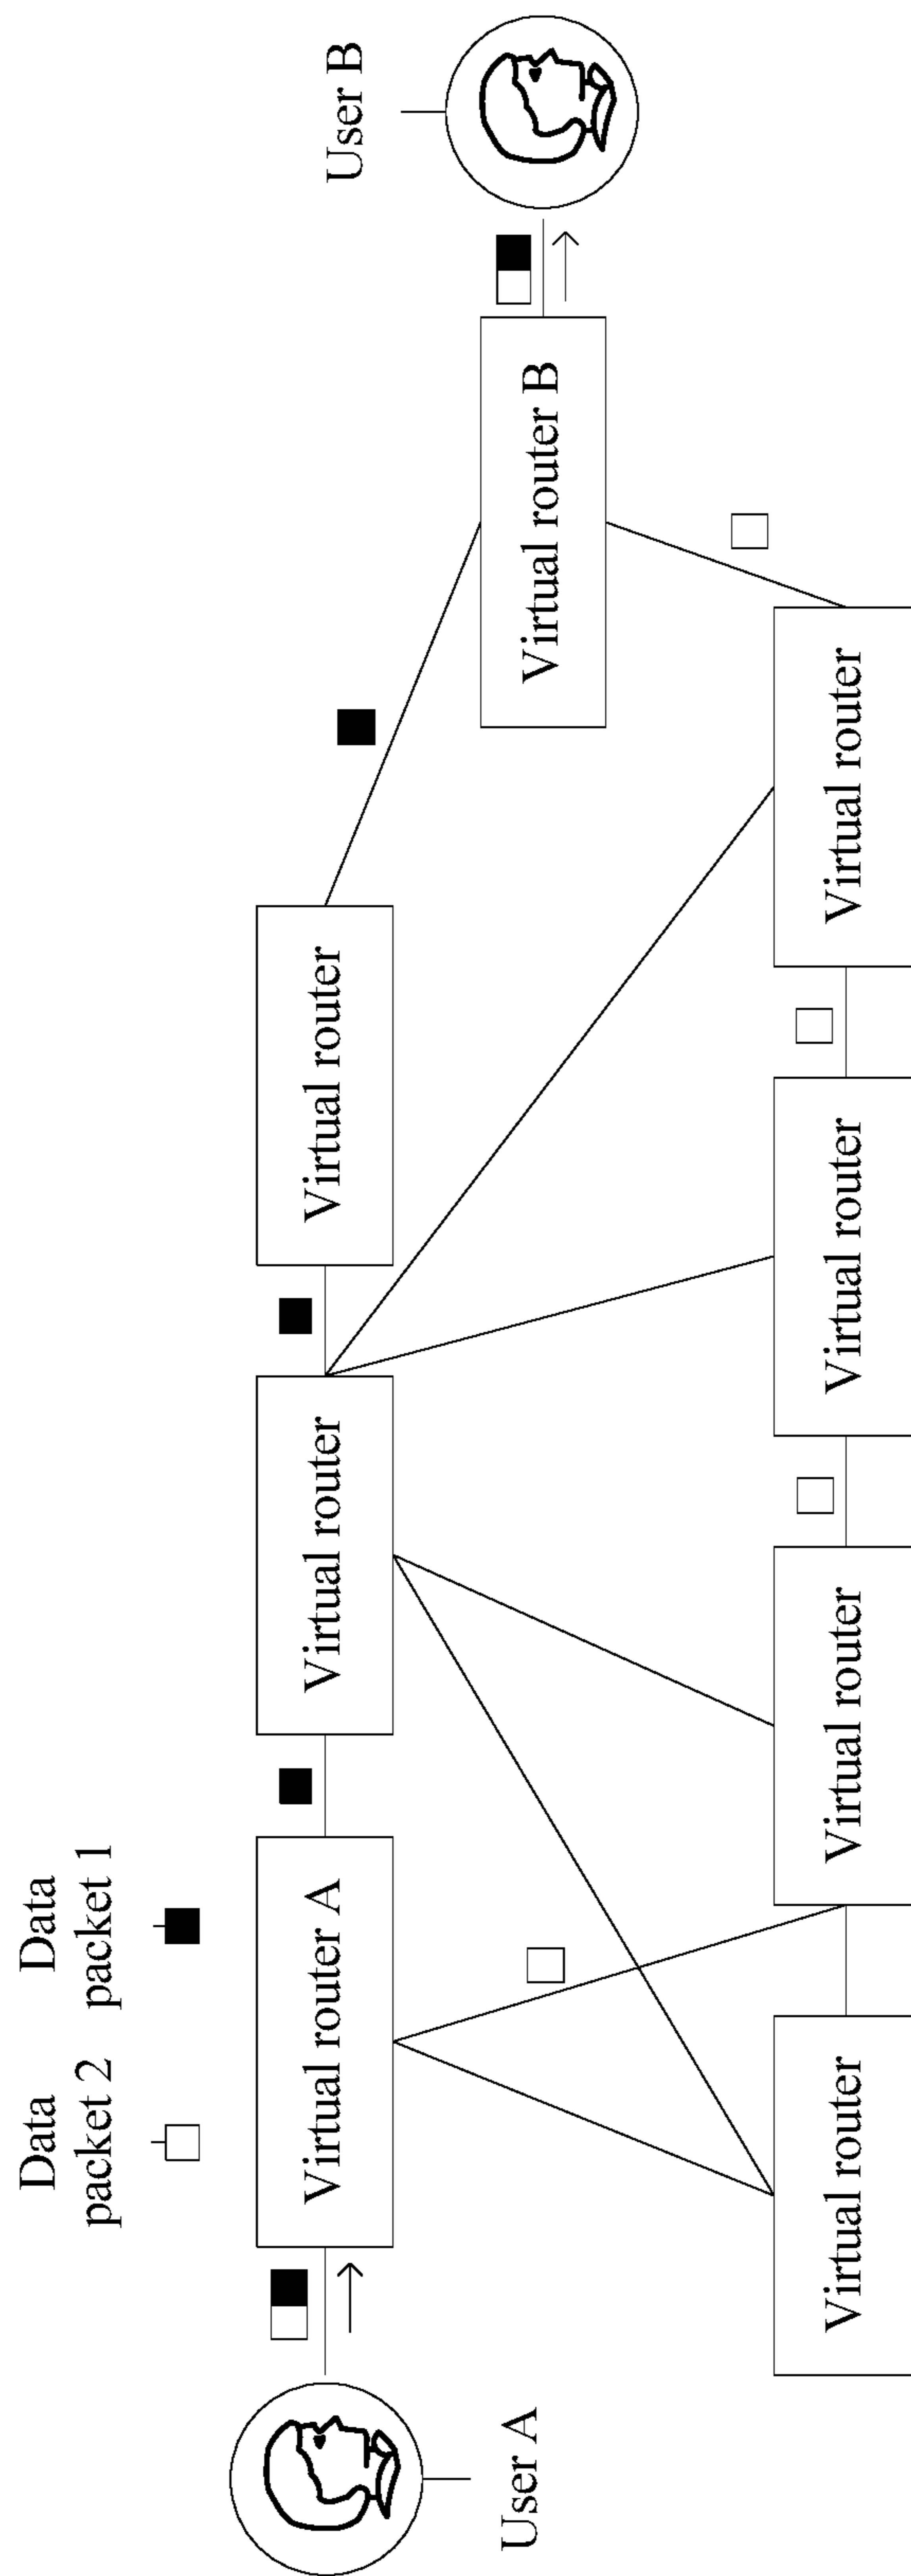 Data
packet 2
Data
packet 1
User A
Virtual router A
Virtual router
Virtual router
Virtual router B
User B
Virtual router
Virtual router
Virtual router
Virtual router